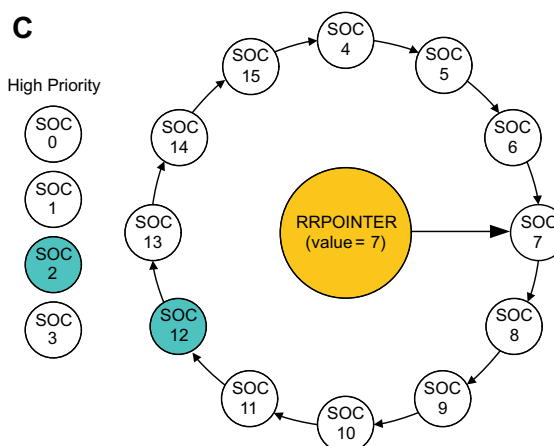 C
High Priority
SOC
0
SOC
1
SOC
2
SOC
3
SOC
4
SOC
5
SOC
6
SOC
7
SOC
8
SOC
9
SOC
10
SOC
11
SOC
12
SOC
13
SOC
14
SOC
15
RRPOINTER
(value = 7)